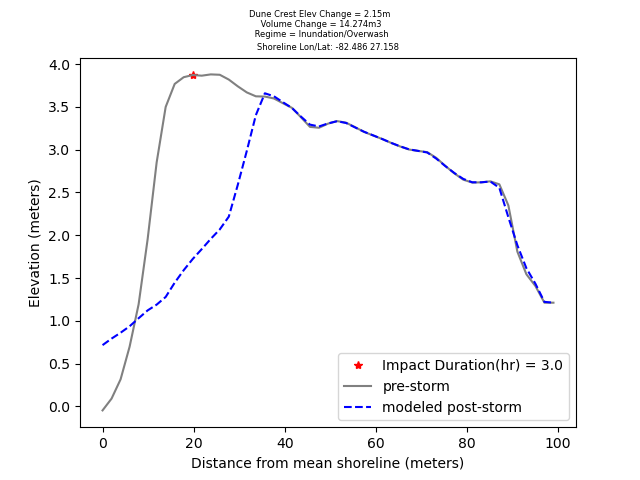 Dune Crest Elev Change = 2.15m
Volume Change = 14.274m3
Regime = Inundation/Overwash
Shoreline Lon/Lat: -82.486 27.158
4.0
3.5
3.0
2.5
2.0
1.5
1.0
0.5
0.0
Elevation (meters)
Impact Duration(hr) = 3.0
pre-storm
modeled post-storm
0 20 40 60 80 100
Distance from mean shoreline (meters)